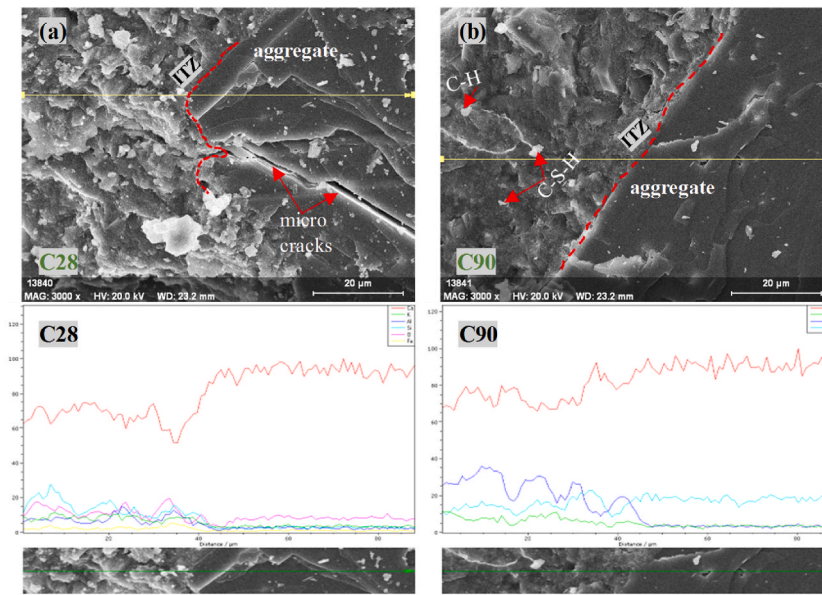 (a)
aggregate
ITZ
micro
cracks
C28
13840
MAG: 3000 x HV: 20.0 kV WD: 23.2 mm
20 µm
(b)
C-H
ITZ
C-S-H
aggregate
C90
13841
MAG: 3000 x HV: 20.0 kV WD: 23.2 mm
20 µm
C28
Ca
K
Al
Si
Fe
100
80
60
40
20
0
20
40
60
80
Distance / µm
C90
100
80
60
40
20
0
20
40
60
80
Distance / µm